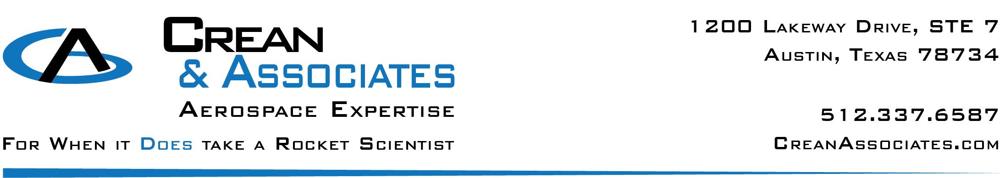 Crean
& Associates
Aerospace Expertise
For When it Does take a Rocket Scientist
1200 Lakeway Drive, STE 7
Austin, Texas 78734
512.337.6587
CreanAssociates.com